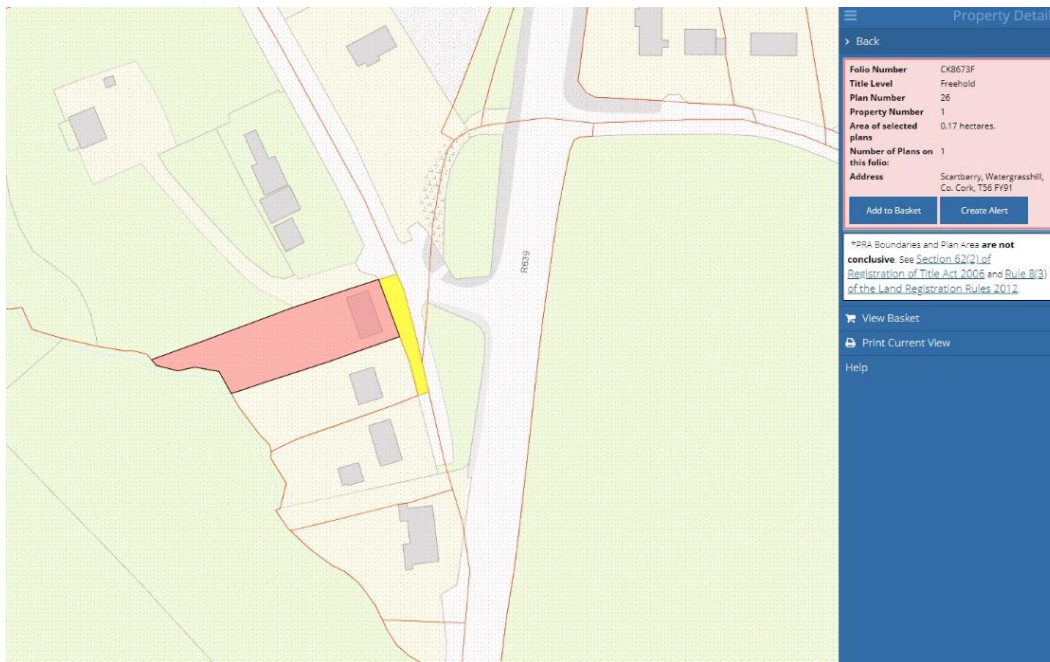 R639
Property Detail
Back
Folio Number CK8673F
Title Level Freehold
Plan Number 26
Property Number 1
Area of selected 0.17 hectares.
plans
Number of Plans on 1
this folio:
Address Scartbarry, Watergrasshill,
Co. Cork, T56 FY91
Add to Basket Create Alert
*PRA Boundaries and Plan Area are not
conclusive. See Section 62(2) of
Registration of Title Act 2006 and Rule 8(3)
of the Land Registration Rules 2012.
View Basket
Print Current View
Help